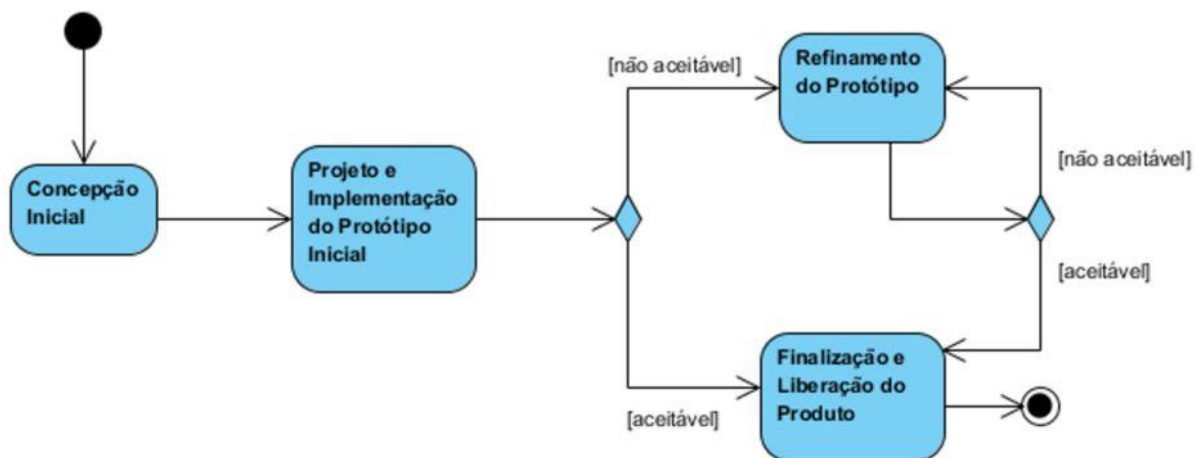 Concepção
Inicial
Projeto e
Implementação
do Protótipo
Inicial
[não aceitável]
[aceitável]
Refinamento
do Protótipo
[não aceitável]
[aceitável]
Finalização e
Liberação do
Produto